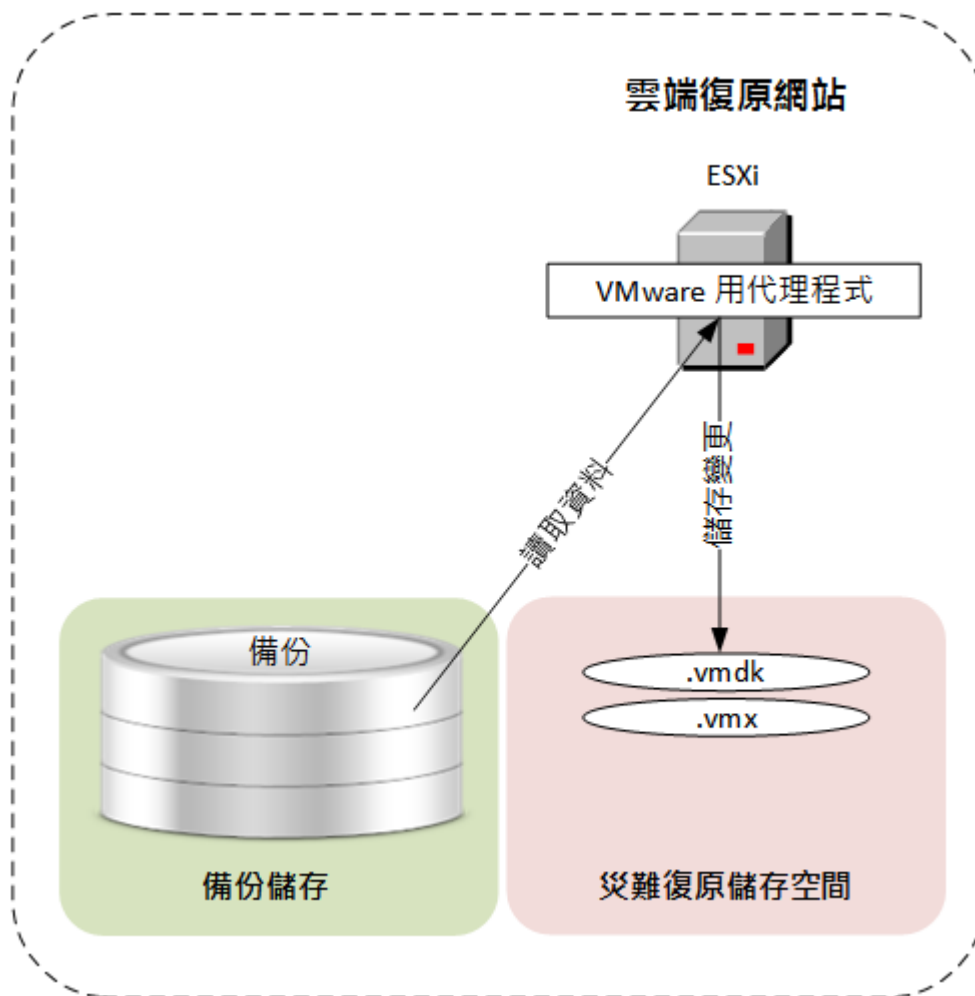 雲端復原網站
ESXi
VMware 用代理程式
讀取資料
儲存變更
備份
.vmdk
.vmx
備份儲存
災難復原儲存空間